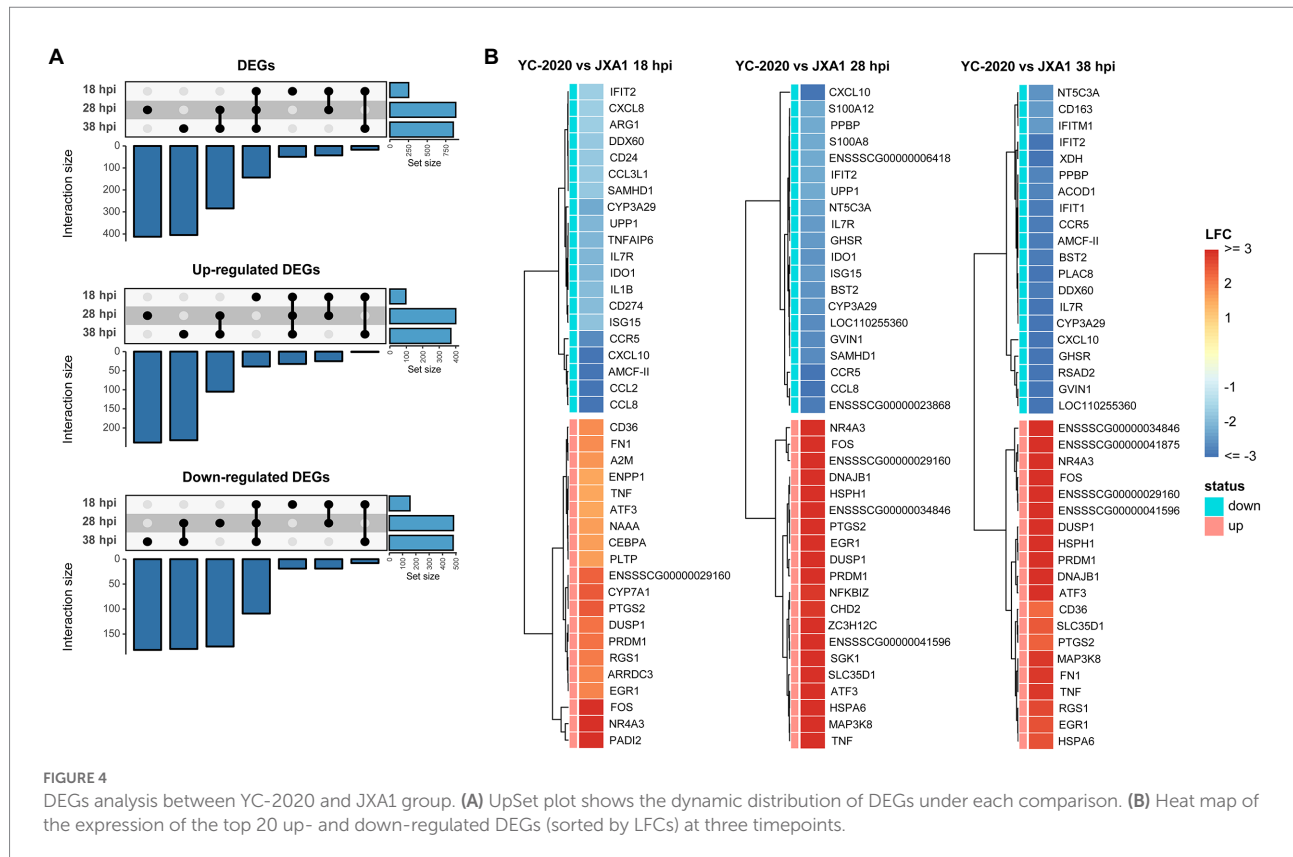 A
DEGs
18 hpi
28 hpi
38 hpi
0
250
500
750
Set size
0
100
200
300
400
Interaction size
Up-regulated DEGs
18 hpi
28 hpi
38 hpi
0
100
200
300
400
Set size
0
50
100
150
200
Interaction size
Down-regulated DEGs
18 hpi
28 hpi
38 hpi
0
100
200
300
400
500
Set size
0
50
100
150
Interaction size
B
YC-2020 vs JXA1 18 hpi
IFIT2
CXCL8
ARG1
DDX60
CD24
CCL3L1
SAMHD1
CYP3A29
UPP1
TNFAIP6
IL7R
IDO1
IL1B
CD274
ISG15
CCR5
CXCL10
AMCF-II
CCL2
CCL8
CD36
FN1
A2M
ENPP1
TNF
ATF3
NAAA
CEBPA
PLTP
ENSSSCG00000029160
CYP7A1
PTGS2
DUSP1
PRDM1
RGS1
ARRDC3
EGR1
FOS
NR4A3
PADI2
YC-2020 vs JXA1 28 hpi
CXCL10
S100A12
PPBP
S100A8
ENSSSCG00000006418
IFIT2
UPP1
NT5C3A
IL7R
GHSR
IDO1
ISG15
BST2
CYP3A29
LOC110255360
GVIN1
SAMHD1
CCR5
CCL8
ENSSSCG00000023868
NR4A3
FOS
ENSSSCG00000029160
DNAJB1
HSPH1
ENSSSCG00000034846
PTGS2
EGR1
DUSP1
PRDM1
NFKBIZ
CHD2
ZC3H12C
ENSSSCG00000041596
SGK1
SLC35D1
ATF3
HSPA6
MAP3K8
TNF
YC-2020 vs JXA1 38 hpi
NT5C3A
CD163
IFITM1
IFIT2
XDH
PPBP
ACOD1
IFIT1
CCR5
AMCF-II
BST2
PLAC8
DDX60
IL7R
CYP3A29
CXCL10
GHSR
RSAD2
GVIN1
LOC110255360
ENSSSCG00000034846
ENSSSCG00000041875
NR4A3
FOS
ENSSSCG00000029160
ENSSSCG00000041596
DUSP1
HSPH1
PRDM1
DNAJB1
ATF3
CD36
SLC35D1
PTGS2
MAP3K8
FN1
TNF
RGS1
EGR1
HSPA6
LFC
>= 3
2
1
0
-1
-2
<= -3
status
down
up
FIGURE 4
DEGs analysis between YC-2020 and JXA1 group. (A) UpSet plot shows the dynamic distribution of DEGs under each comparison. (B) Heat map of
the expression of the top 20 up- and down-regulated DEGs (sorted by LFCs) at three timepoints.